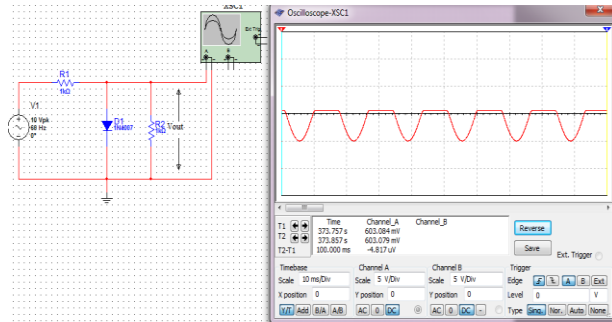 XSC1
Ext Trig
A
B
R1
1kΩ
V1
10 Vpk
60 Hz
0°
D1
1N4007
R2
1kΩ
Vout
Oscilloscope-XSC1
T1
T2
T2-T1
Time Channel_A Channel_B
373.757 s 603.084 mV
373.857 s 603.079 mV
100.000 ms -4.817 uV
Reverse
Save
Ext. Trigger
Timebase
Scale 10 ms/Div
X position 0
Y/T Add B/A A/B
Channel A
Scale 5 V/Div
Y position 0
AC 0 DC
Channel B
Scale 5 V/Div
Y position 0
AC 0 DC -
Trigger
Edge A B Ext
Level 0 V
Type Sing. Nor. Auto None